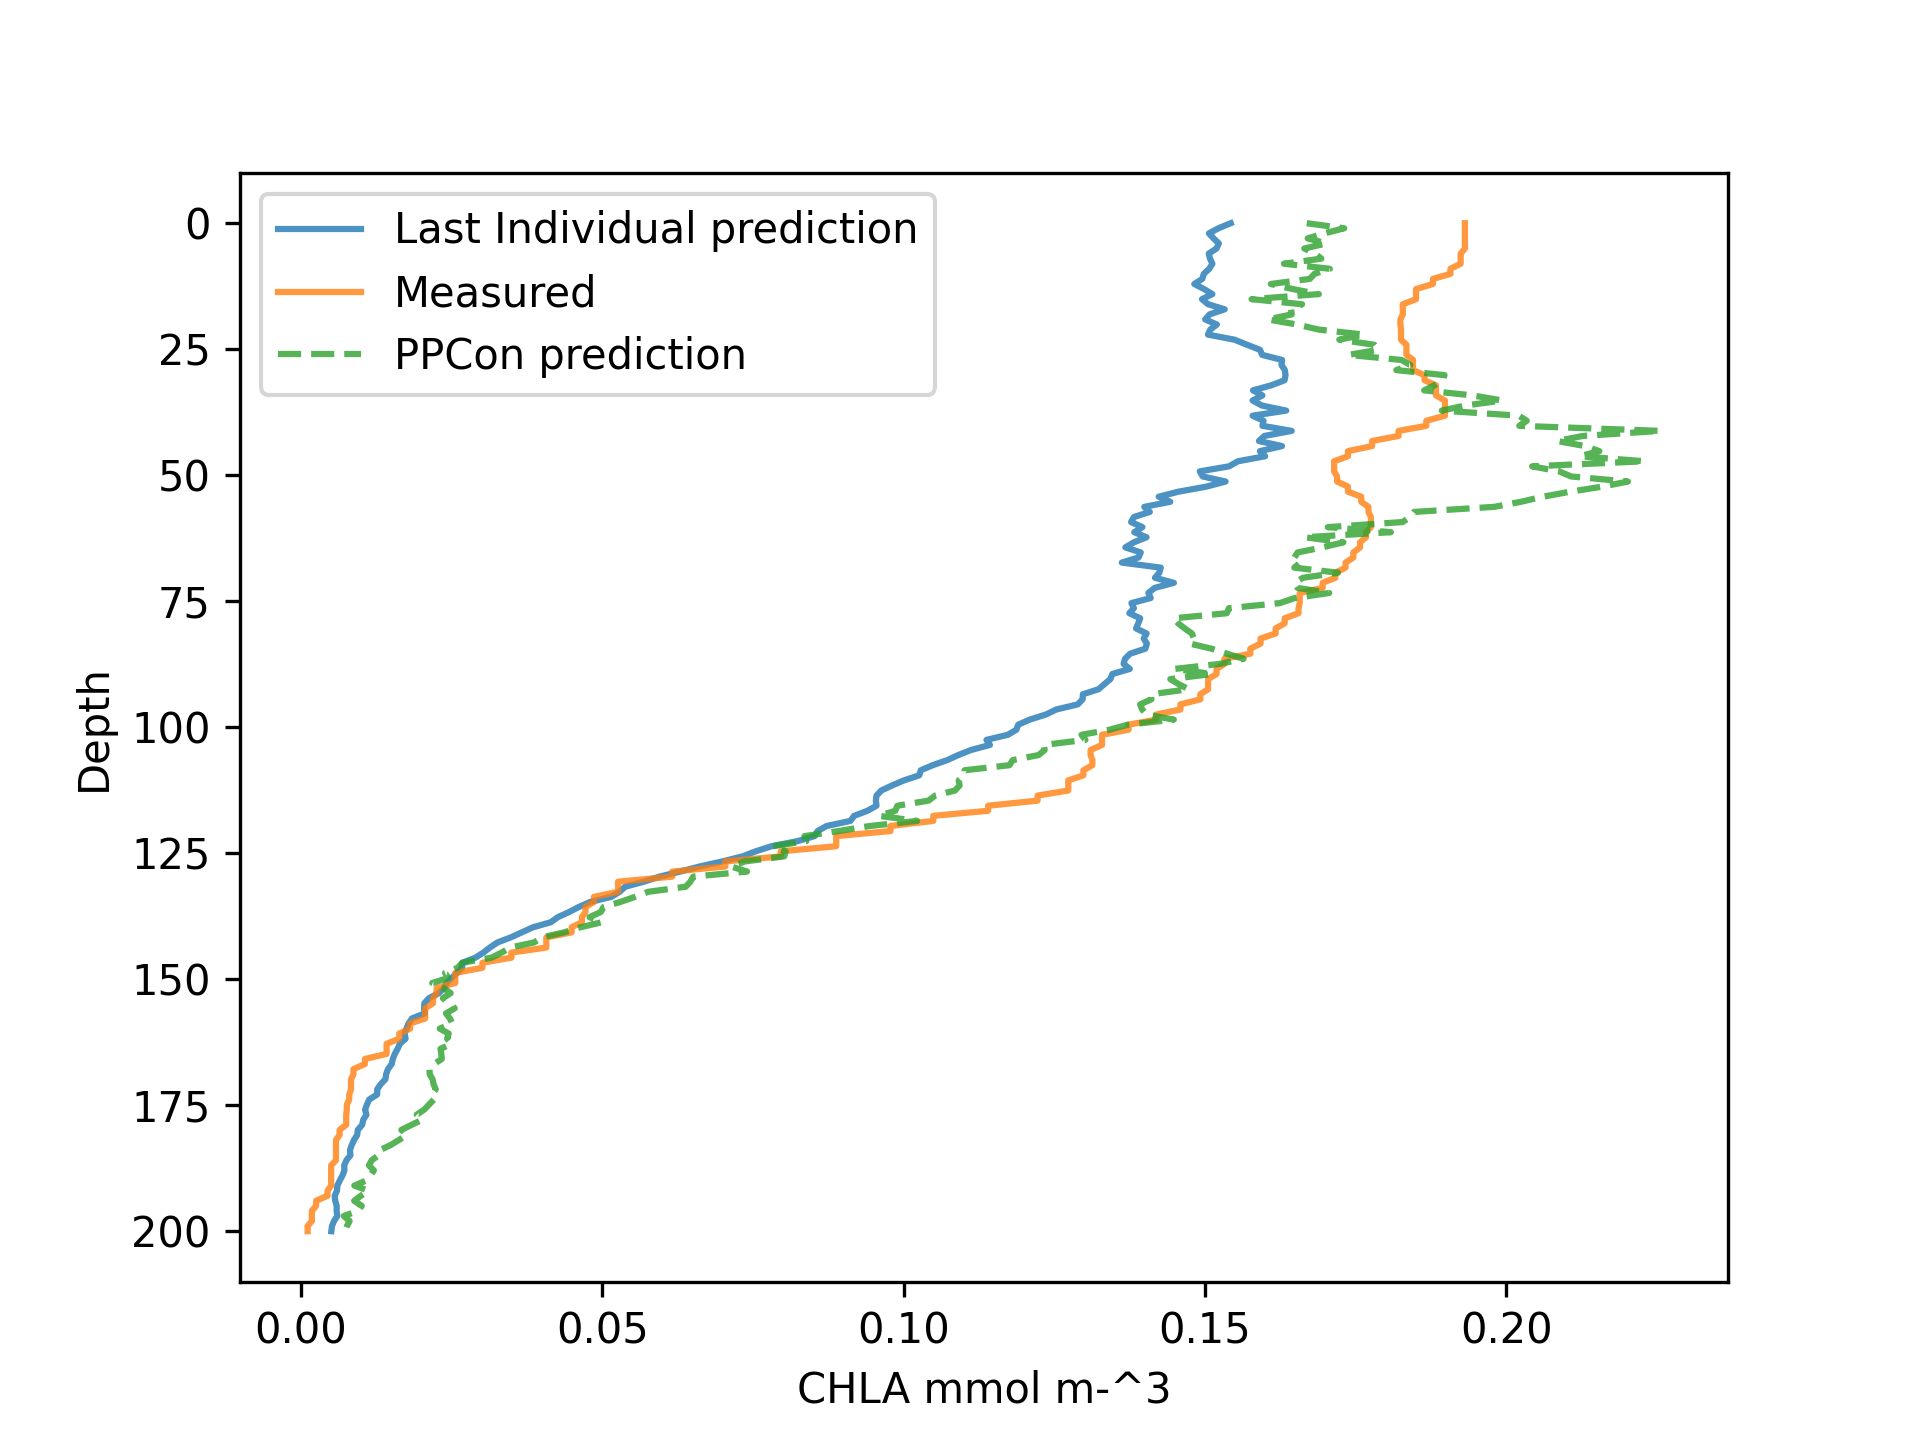 Last Individual prediction
Measured
PPCon prediction
0
25
50
75
100
125
150
175
200
Depth
0.00 0.05 0.10 0.15 0.20
CHLA mmol m-^3